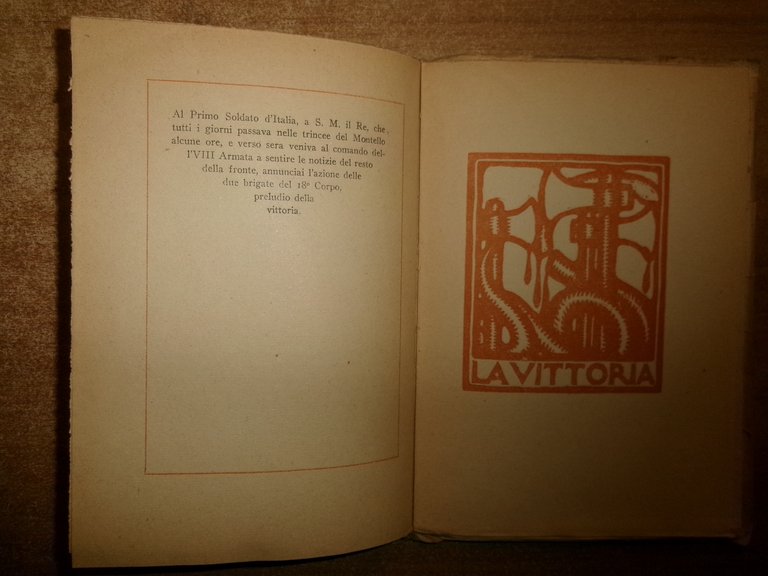 Al Primo Soldato d'Italia, a S. M. il Re, che
tutti i giorni passava nelle trincee del Montello
alcune ore, e verso sera veniva al comando del-
l'VIII Armata a sentire le notizie del resto
della fronte, annunciai l'azione delle
due brigate del 18º Corpo,
preludio della
vittoria.
LA VITTORIA